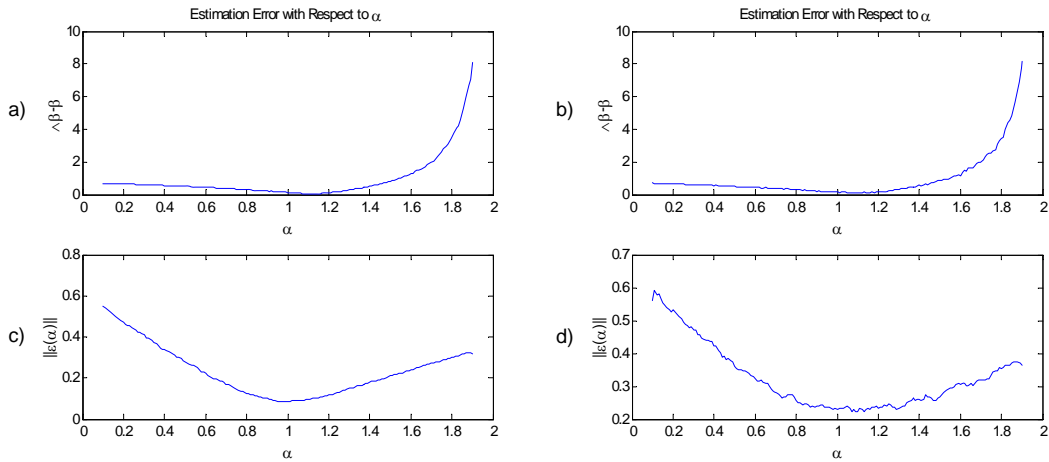 Estimation Error with Respect to α
a)
^β-β
10
8
6
4
2
0
0 0.2 0.4 0.6 0.8 1 1.2 1.4 1.6 1.8 2
α
Estimation Error with Respect to α
b)
^β-β
10
8
6
4
2
0
0 0.2 0.4 0.6 0.8 1 1.2 1.4 1.6 1.8 2
α
c)
||ε(α)||
0.8
0.6
0.4
0.2
0
0 0.2 0.4 0.6 0.8 1 1.2 1.4 1.6 1.8 2
α
d)
||ε(α)||
0.7
0.6
0.5
0.4
0.3
0.2
0 0.2 0.4 0.6 0.8 1 1.2 1.4 1.6 1.8 2
α